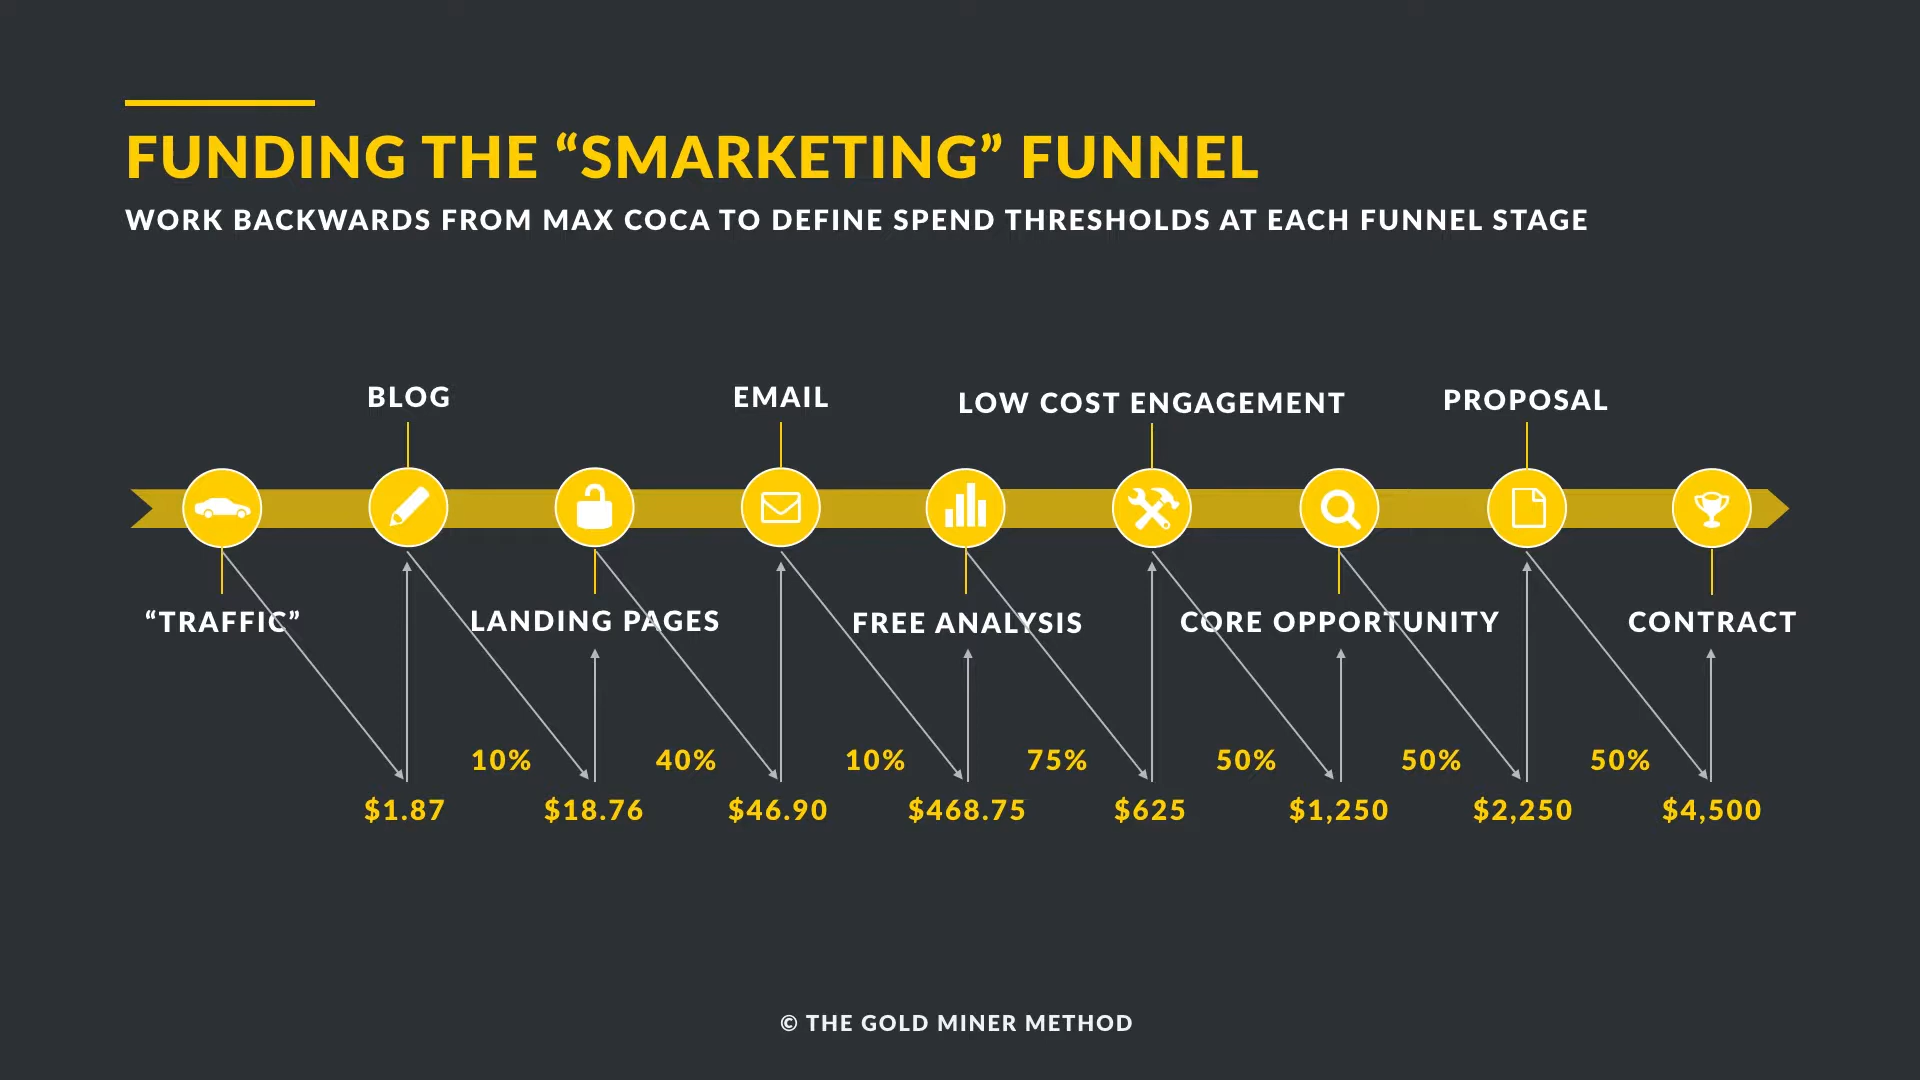 FUNDING THE “SMARKETING” FUNNEL
WORK BACKWARDS FROM MAX COCA TO DEFINE SPEND THRESHOLDS AT EACH FUNNEL STAGE
BLOG
EMAIL
LOW COST ENGAGEMENT
PROPOSAL
“TRAFFIC”
LANDING PAGES
FREE ANALYSIS
CORE OPPORTUNITY
CONTRACT
10%
40%
10%
75%
50%
50%
50%
$1.87
$18.76
$46.90
$468.75
$625
$1,250
$2,250
$4,500
© THE GOLD MINER METHOD